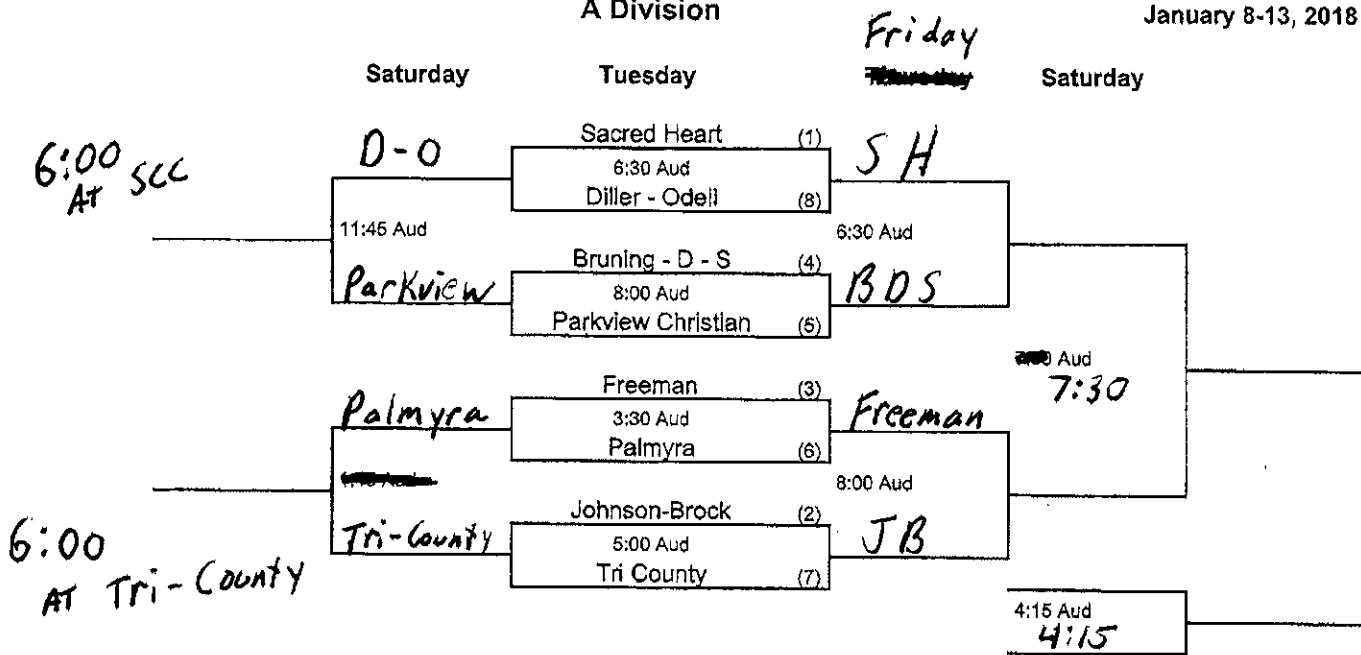 A Division
January 8-13, 2018
Friday
Saturday
Tuesday
Saturday
6:00
AT SCC
D-O
Sacred Heart (1)
6:30 Aud
Diller - Odell (8)
SH
11:45 Aud
6:30 Aud
Parkview
Bruning - D - S (4)
8:00 Aud
Parkview Christian (5)
BDS
Aud
7:30
Palmyra
Freeman (3)
3:30 Aud
Palmyra (6)
Freeman
8:00 Aud
Tri-County
Johnson-Brock (2)
5:00 Aud
Tri County (7)
JB
6:00
AT Tri-County
4:15 Aud
4:15